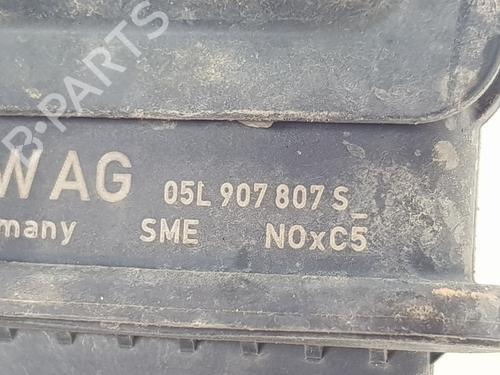 B-PARTS
WAG 05L 907 807 S_
many SME NOxC5